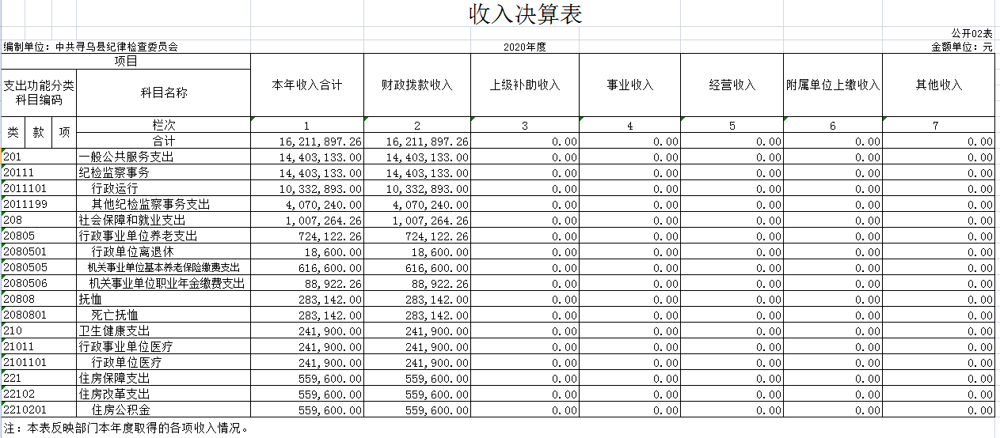 收入决算表
公开02表
编制单位：中共寻乌县纪律检查委员会 2020年度 金额单位：元
项目 本年收入合计 财政拨款收入 上级补助收入 事业收入 经营收入 附属单位上缴收入 其他收入
支出功能分类科目编码 科目名称
类 款 项 栏次 1 2 3 4 5 6 7
合计 16,211,897.26 16,211,897.26 0.00 0.00 0.00 0.00 0.00
201 一般公共服务支出 14,403,133.00 14,403,133.00 0.00 0.00 0.00 0.00 0.00
20111 纪检监察事务 14,403,133.00 14,403,133.00 0.00 0.00 0.00 0.00 0.00
2011101 行政运行 10,332,893.00 10,332,893.00 0.00 0.00 0.00 0.00 0.00
2011199 其他纪检监察事务支出 4,070,240.00 4,070,240.00 0.00 0.00 0.00 0.00 0.00
208 社会保障和就业支出 1,007,264.26 1,007,264.26 0.00 0.00 0.00 0.00 0.00
20805 行政事业单位养老支出 724,122.26 724,122.26 0.00 0.00 0.00 0.00 0.00
2080501 行政单位离退休 18,600.00 18,600.00 0.00 0.00 0.00 0.00 0.00
2080505 机关事业单位基本养老保险缴费支出 616,600.00 616,600.00 0.00 0.00 0.00 0.00 0.00
2080506 机关事业单位职业年金缴费支出 88,922.26 88,922.26 0.00 0.00 0.00 0.00 0.00
20808 抚恤 283,142.00 283,142.00 0.00 0.00 0.00 0.00 0.00
2080801 死亡抚恤 283,142.00 283,142.00 0.00 0.00 0.00 0.00 0.00
210 卫生健康支出 241,900.00 241,900.00 0.00 0.00 0.00 0.00 0.00
21011 行政事业单位医疗 241,900.00 241,900.00 0.00 0.00 0.00 0.00 0.00
2101101 行政单位医疗 241,900.00 241,900.00 0.00 0.00 0.00 0.00 0.00
221 住房保障支出 559,600.00 559,600.00 0.00 0.00 0.00 0.00 0.00
22102 住房改革支出 559,600.00 559,600.00 0.00 0.00 0.00 0.00 0.00
2210201 住房公积金 559,600.00 559,600.00 0.00 0.00 0.00 0.00 0.00
注：本表反映部门本年度取得的各项收入情况。